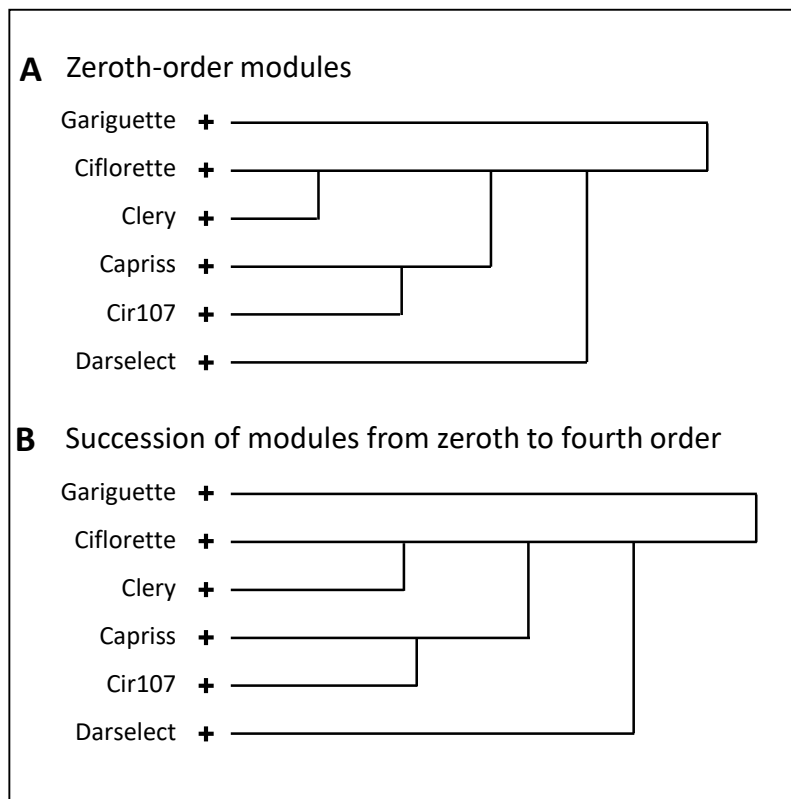 A Zeroth-order modules
Gariguette +
Ciflorette +
Clery +
Capriss +
Cir107 +
Darselect +
B Succession of modules from zeroth to fourth order
Gariguette +
Ciflorette +
Clery +
Capriss +
Cir107 +
Darselect +